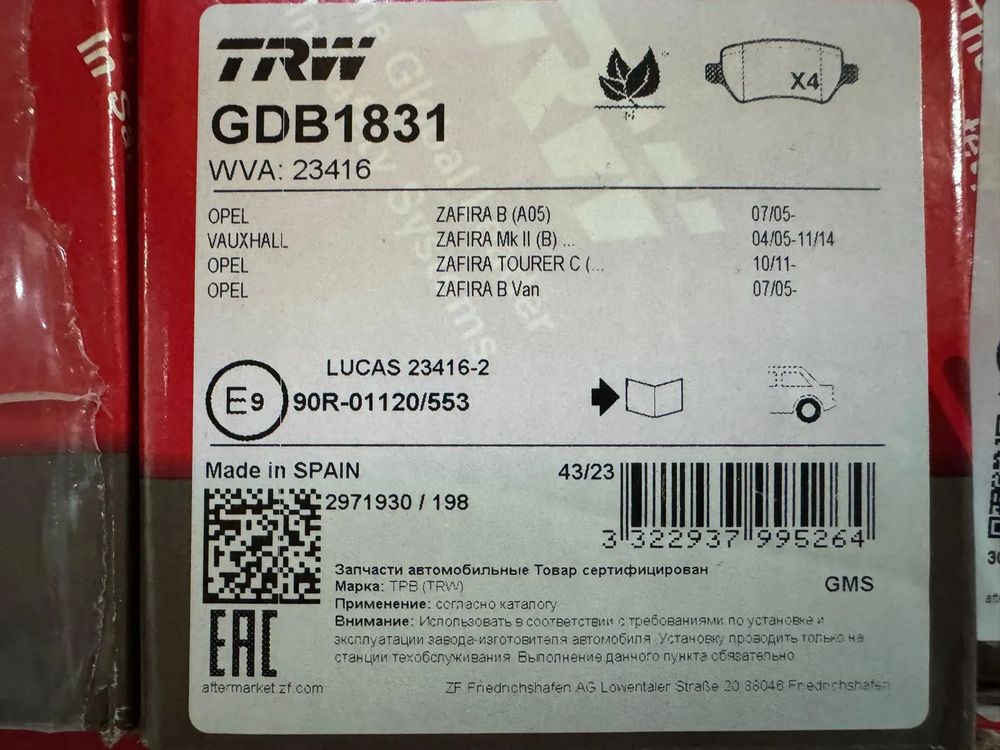 TRW
GDB1831
X4
WVA: 23416
OPEL ZAFIRA B (A05) 07/05-
VAUXHALL ZAFIRA Mk II (B) ... 04/05-11/14
OPEL ZAFIRA TOURER C (... 10/11-
OPEL ZAFIRA B Van 07/05-
LUCAS 23416-2
E9 90R-01120/553
Made in SPAIN 43/23
2971930 / 198
3 322937 995264
Запчасти автомобильные Товар сертифицирован
Марка: ТРВ (TRW) GMS
Применение: согласно каталогу
Внимание: Использовать в соответствии с требованиями по установке и
эксплуатации завода-изготовителя автомобиля. Установку проводить только на
станции техобслуживания. Выполнение данного пункта обязательно
EAC
aftermarket.zf.com ZF Friedrichshafen AG Lowentaler Straße 20 88046 Friedrichshafen